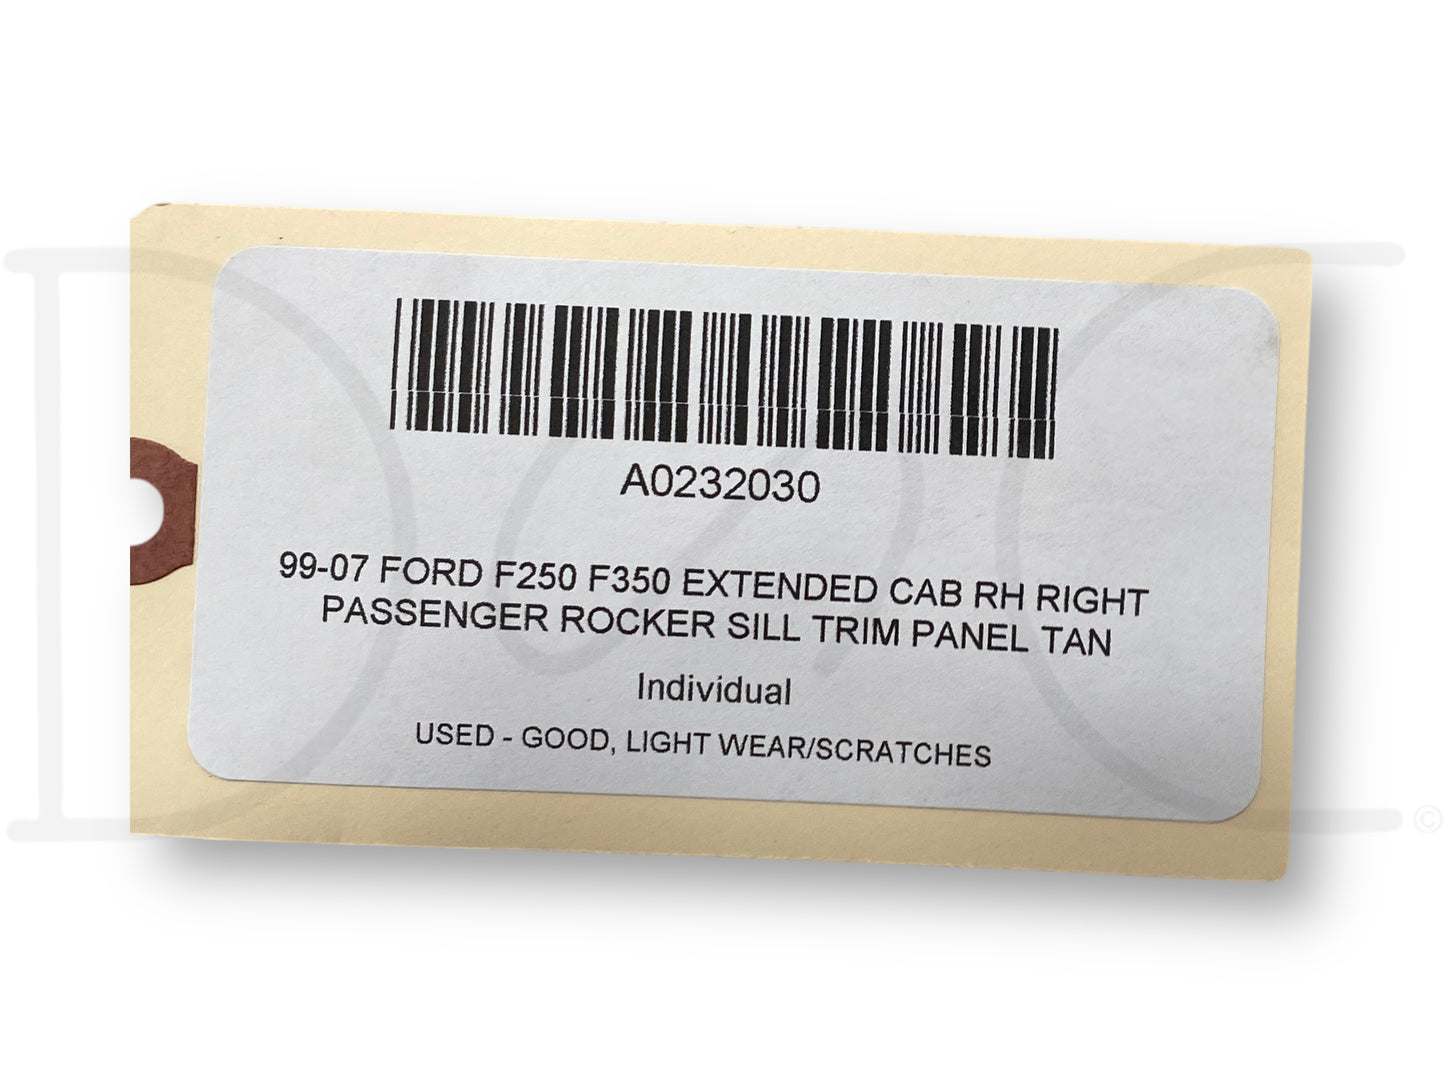 A0232030
99-07 FORD F250 F350 EXTENDED CAB RH RIGHT
PASSENGER ROCKER SILL TRIM PANEL TAN
Individual
USED - GOOD, LIGHT WEAR/SCRATCHES
D&C
©